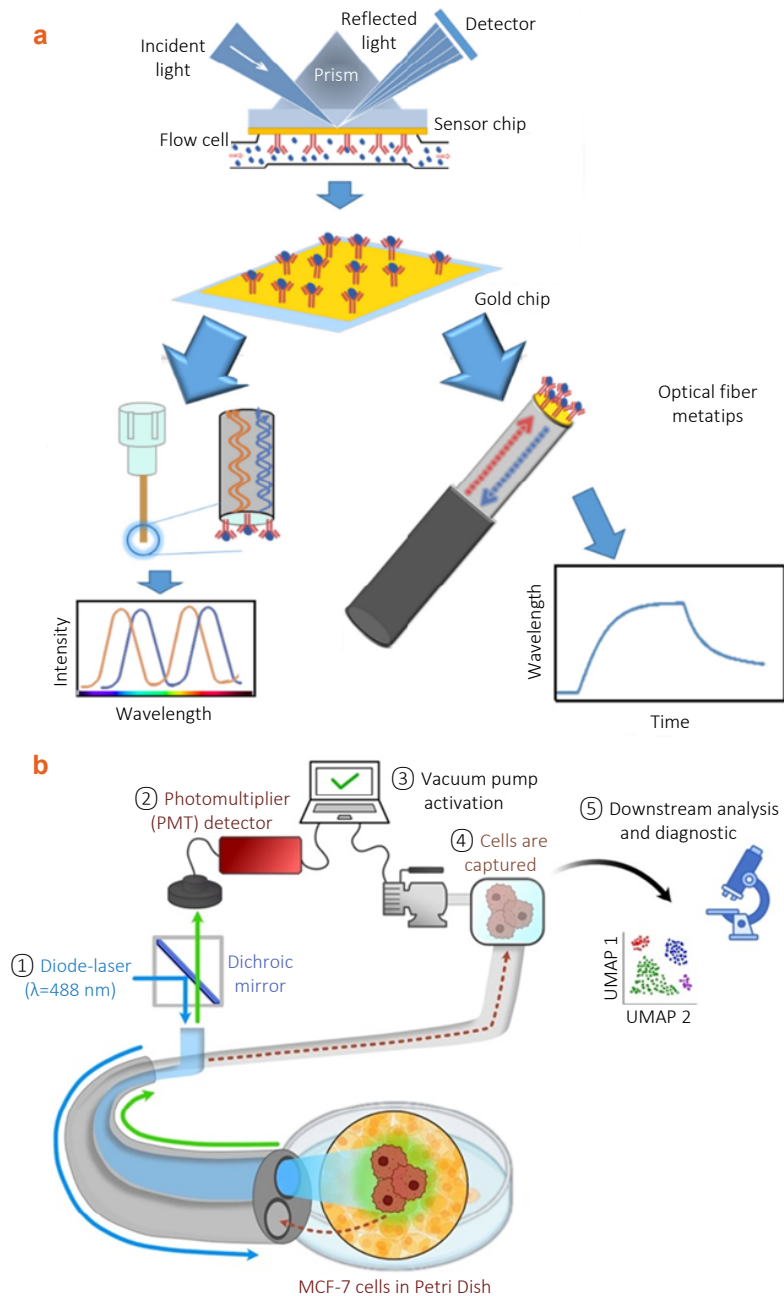 a
Incident
light
Reflected
light
Detector
Prism
Sensor chip
Flow cell
Gold chip
Optical fiber
metatips
Intensity
Wavelength
Wavelength
Time
b
③ Vacuum pump
activation
② Photomultiplier
(PMT) detector
④ Cells are
captured
⑤ Downstream analysis
and diagnostic
① Diode-laser
(λ=488 nm)
Dichroic
mirror
UMAP 1
UMAP 2
MCF-7 cells in Petri Dish